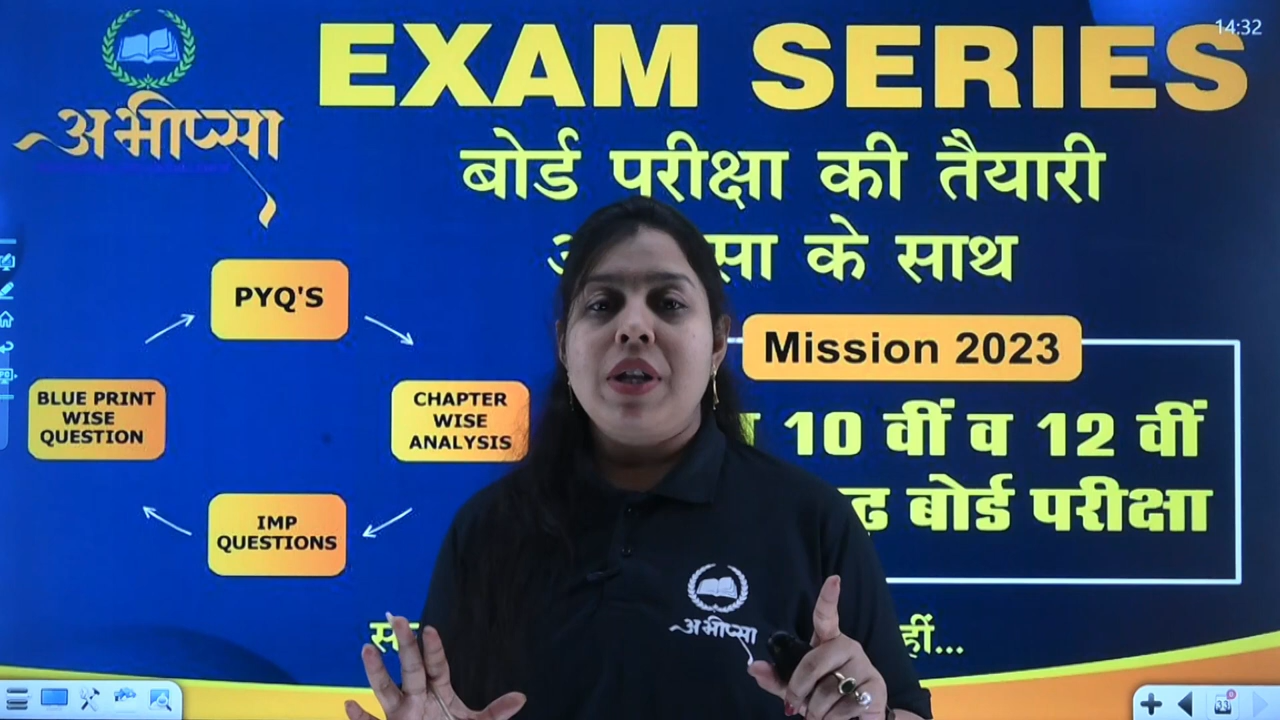 14:32
EXAM SERIES
अभीप्सा
बोर्ड परीक्षा की तैयारी
के साथ
PYQ'S
BLUE PRINT
WISE
QUESTION
CHAPTER
WISE
ANALYSIS
IMP
QUESTIONS
Mission 2023
10 वीं व 12 वीं
बोर्ड परीक्षा
अभीप्सा